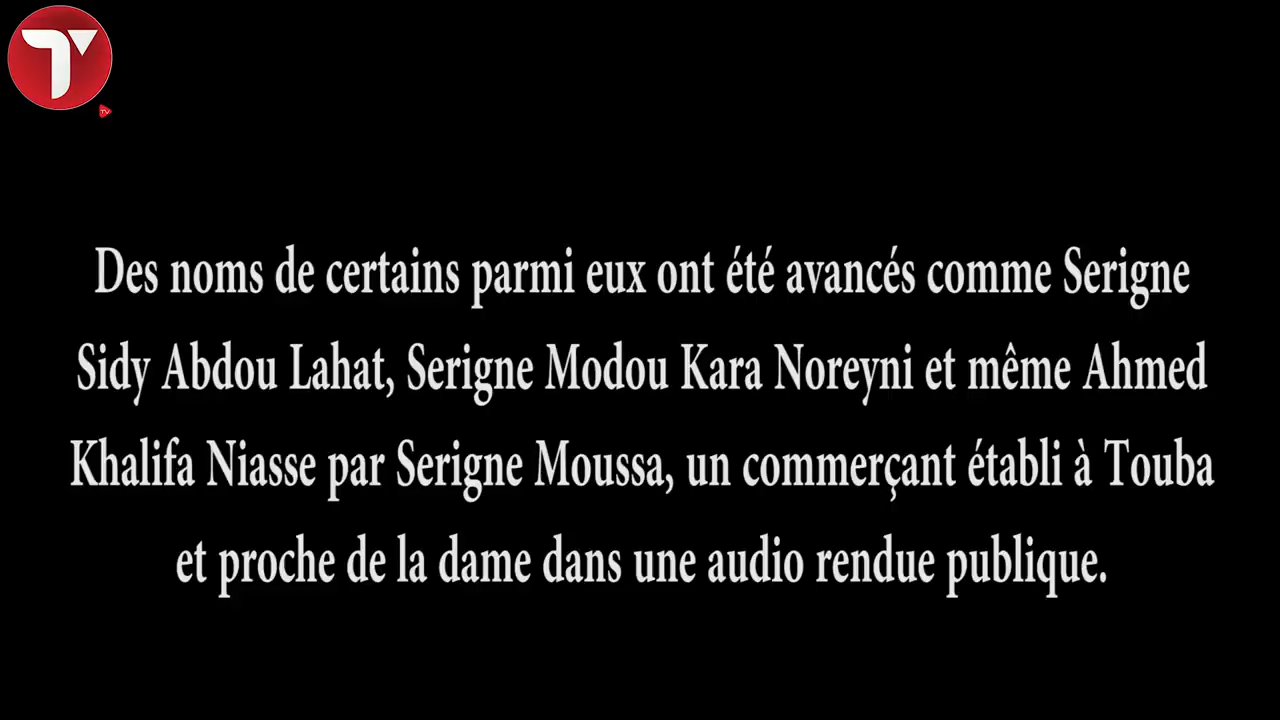 TV
Des noms de certains parmi eux ont été avancés comme Serigne
Sidy Abdou Lahat, Serigne Modou Kara Noreyni et même Ahmed
Khalifa Niasse par Serigne Moussa, un commerçant établi à Touba
et proche de la dame dans une audio rendue publique.